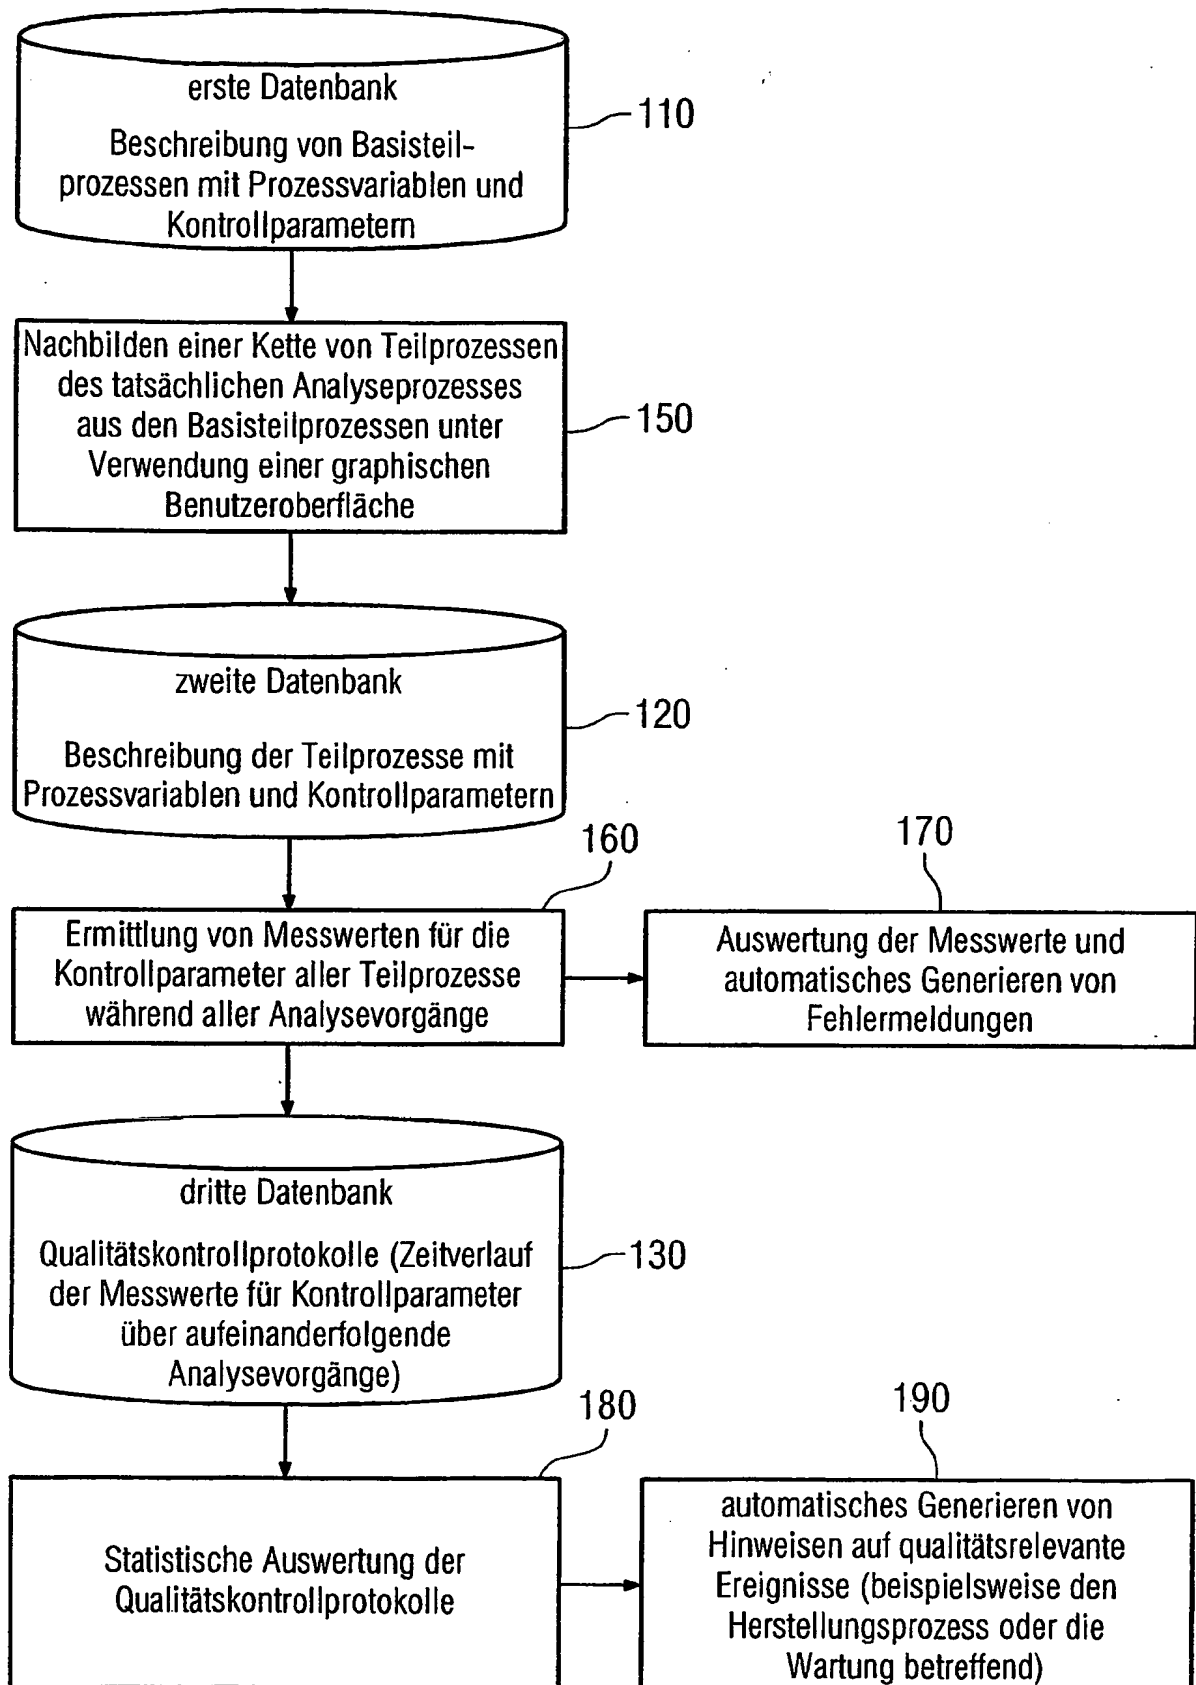 erste Datenbank
Beschreibung von Basisteil-
prozessen mit Prozessvariablen und
Kontrollparametern
110
Nachbilden einer Kette von Teilprozessen
des tatsächlichen Analyseprozesses
aus den Basisteilprozessen unter
Verwendung einer graphischen
Benutzeroberfläche
150
zweite Datenbank
Beschreibung der Teilprozesse mit
Prozessvariablen und Kontrollparametern
120
160
Ermittlung von Messwerten für die
Kontrollparameter aller Teilprozesse
während aller Analysevorgänge
170
Auswertung der Messwerte und
automatisches Generieren von
Fehlermeldungen
dritte Datenbank
Qualitätskontrollprotokolle (Zeitverlauf
der Messwerte für Kontrollparameter
über aufeinanderfolgende
Analysevorgänge)
130
180
Statistische Auswertung der
Qualitätskontrollprotokolle
190
automatisches Generieren von
Hinweisen auf qualitätsrelevante
Ereignisse (beispielsweise den
Herstellungsprozess oder die
Wartung betreffend)